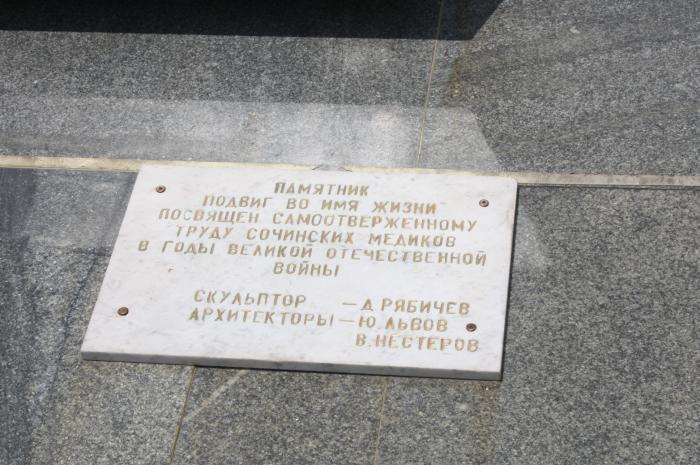 ПАМЯТНИК
ПОДВИГ ВО ИМЯ ЖИЗНИ
ПОСВЯЩЕН САМООТВЕРЖЕННОМУ
ТРУДУ СОЧИНСКИХ МЕДИКОВ
В ГОДЫ ВЕЛИКОЙ ОТЕЧЕСТВЕННОЙ
ВОЙНЫ
СКУЛЬПТОР —Д.РЯБИЧЕВ
АРХИТЕКТОРЫ—Ю.ЛЬВОВ
В.НЕСТЕРОВ